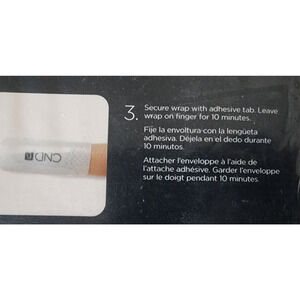 3. Secure wrap with adhesive tab. Leave
wrap on finger for 10 minutes.
Fije la envoltura con la lengüeta
adhesiva. Déjela en el dedo durante
10 minutos.
Attacher l'enveloppe à l'aide de
l'attache adhésive. Garder l'enveloppe
sur le doigt pendant 10 minutes.
CND